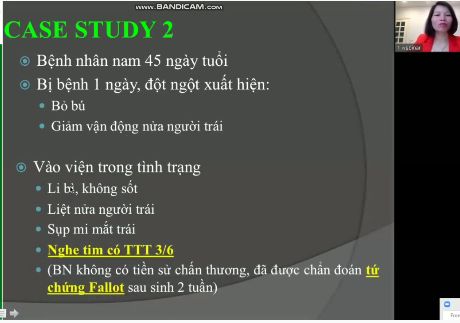 www.BANDICAM.com
CASE STUDY 2
Bệnh nhân nam 45 ngày tuổi
Bị bệnh 1 ngày, đột ngột xuất hiện:
Bỏ bú
Giảm vận động nửa người trái
Vào viện trong tình trạng
Li bì, không sốt
Liệt nửa người trái
Sụp mi mắt trái
Nghe tim có TTT 3/6
(BN không có tiền sử chấn thương, đã được chẩn đoán tứ
chứng Fallot sau sinh 2 tuần)